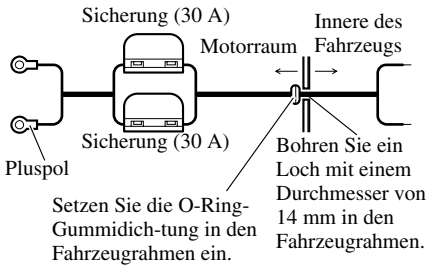 Sicherung (30 A)
Motorraum
Innere des
Fahrzeugs
Sicherung (30 A)
Pluspol
Setzen Sie die O-Ring-
Gummidich-tung in den
Fahrzeugrahmen ein.
Bohren Sie ein
Loch mit einem
Durchmesser von
14 mm in den
Fahrzeugrahmen.